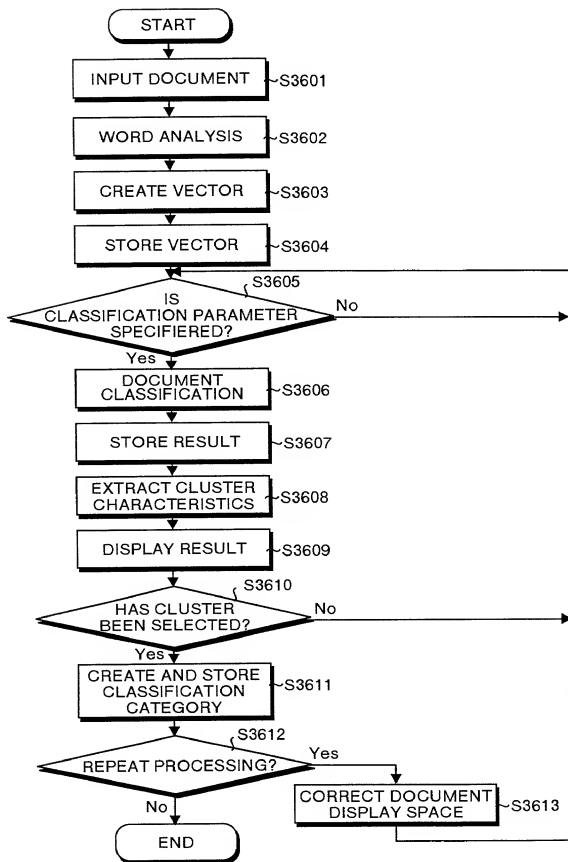 START
INPUT DOCUMENT
S3601
WORD ANALYSIS
S3602
CREATE VECTOR
S3603
STORE VECTOR
S3604
S3605
IS
CLASSIFICATION PARAMETER
SPECIFIERED?
No
Yes
DOCUMENT
CLASSIFICATION
S3606
STORE RESULT
S3607
EXTRACT CLUSTER
CHARACTERISTICS
S3608
DISPLAY RESULT
S3609
S3610
HAS CLUSTER
BEEN SELECTED?
No
Yes
CREATE AND STORE
CLASSIFICATION
CATEGORY
S3611
S3612
REPEAT PROCESSING?
Yes
No
CORRECT DOCUMENT
DISPLAY SPACE
S3613
END